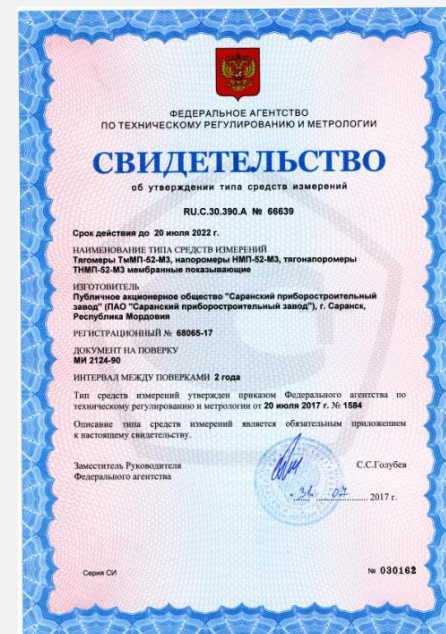 ФЕДЕРАЛЬНОЕ АГЕНТСТВО
ПО ТЕХНИЧЕСКОМУ РЕГУЛИРОВАНИЮ И МЕТРОЛОГИИ
СВИДЕТЕЛЬСТВО
об утверждении типа средств измерений
RU.C.30.390.A № 66639
Срок действия до 20 июля 2022 г.
НАИМЕНОВАНИЕ ТИПА СРЕДСТВ ИЗМЕРЕНИЙ
Тягомеры ТмМП-52-М3, напоромеры НМП-52-М3, тягонапоромеры
ТНМП-52-М3 мембранные показывающие
ИЗГОТОВИТЕЛЬ
Публичное акционерное общество "Саранский приборостроительный
завод" (ПАО "Саранский приборостроительный завод"), г. Саранск,
Республика Мордовия
РЕГИСТРАЦИОННЫЙ № 68065-17
ДОКУМЕНТ НА ПОВЕРКУ
МИ 2124-90
ИНТЕРВАЛ МЕЖДУ ПОВЕРКАМИ 2 года
Тип средств измерений утвержден приказом Федерального агентства по
техническому регулированию и метрологии от 20 июля 2017 г. № 1584
Описание типа средств измерений является обязательным приложением
к настоящему свидетельству.
Заместитель Руководителя
Федерального агентства
С.С.Голубев
"31" 07 2017 г.
Серия СИ
№ 030162